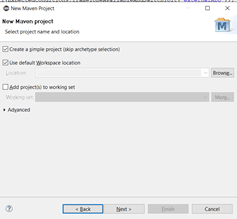 New Maven Project
New Maven project
Select project name and location
Create a simple project (skip archetype selection)
Use default Workspace location
Location:
Browse...
Add project(s) to working set
Working set:
More...
Advanced
< Back
Next >
Finish
Cancel